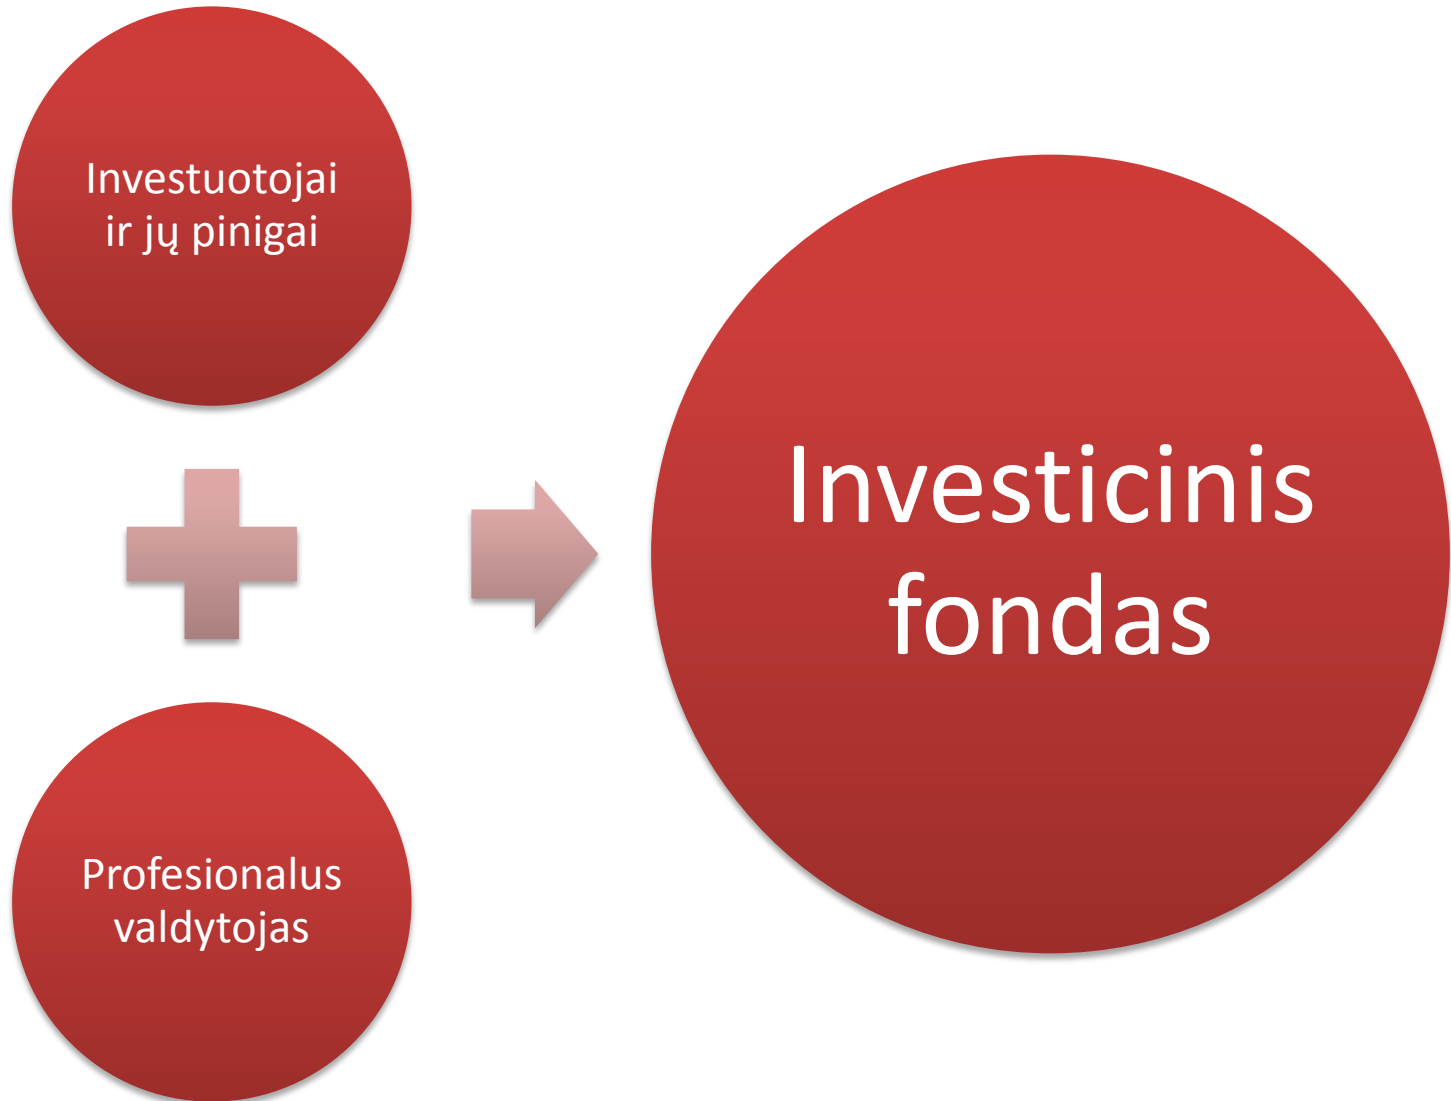 Investuotojai
ir jų pinigai
Profesionalus
valdytojas
Investicinis
fondas